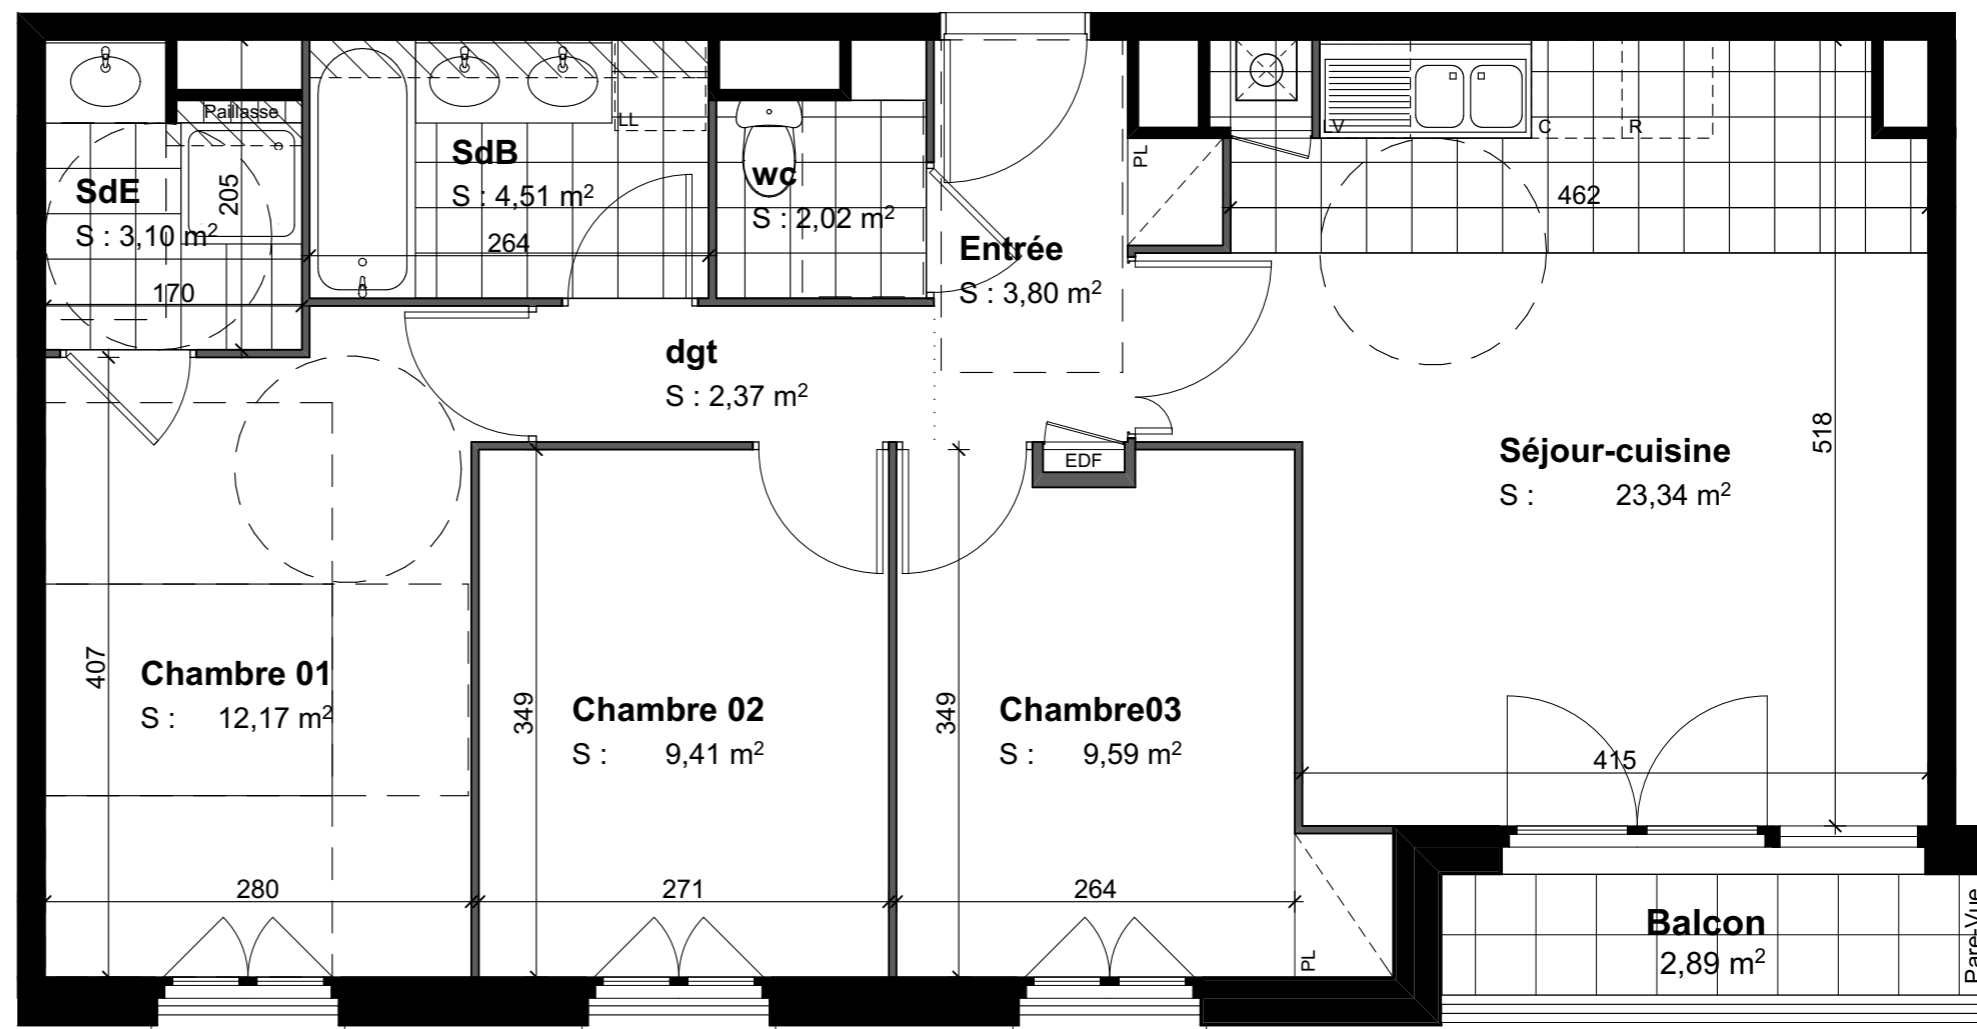 Paillasse
LL
LV
C
R
PL
SdE
S : 3,10 m²
205
170
SdB
S : 4,51 m²
264
wc
S : 2,02 m²
Entrée
S : 3,80 m²
462
dgt
S : 2,37 m²
EDF
518
Séjour-cuisine
S : 23,34 m²
407
Chambre 01
S : 12,17 m²
349
Chambre 02
S : 9,41 m²
349
Chambre03
S : 9,59 m²
415
280
271
264
PL
Balcon
2,89 m²
Pare-Vue